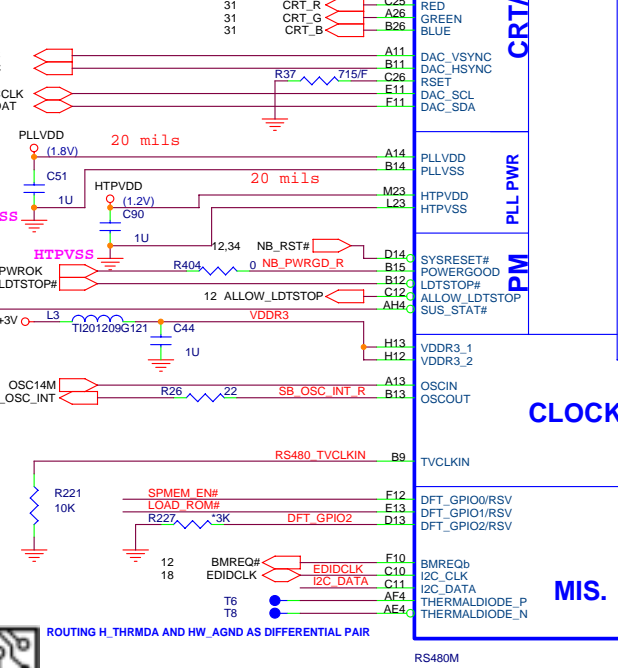 31 CRT_R C25 RED
31 CRT_G A26 GREEN
31 CRT_B B26 BLUE
CRT/
A11 DAC_VSYNC
B11 DAC_HSYNC
R37 715/F C26 RSET
CLK E11 DAC_SCL
AT F11 DAC_SDA
PLLVDD
(1.8V) 20 mils A14 PLLVDD
B14 PLLVSS
C51
1U
HTPVDD 20 mils
(1.2V) M23 HTPVDD
L23 HTPVSS
PLL PWR
C90
1U
SS
HTPVSS
12,34 NB_RST# D14 SYSRESET#
PWROK R404 0 NB_PWRGD_R B15 POWERGOOD
LDTSTOP# B12 LDTSTOP#
12 ALLOW_LDTSTOP C12 ALLOW_LDTSTOP
AH4 SUS_STAT#
PM
+3V L3 TI201209G121 C44 VDDR3
1U
H13 VDDR3_1
H12 VDDR3_2
OSC14M A13 OSCIN
_OSC_INT R26 22 SB_OSC_INT_R B13 OSCOUT
CLOCK
RS480_TVCLKIN B9 TVCLKIN
R221
10K
SPMEM_EN# F12 DFT_GPIO0/RSV
LOAD_ROM# E13 DFT_GPIO1/RSV
R227 *3K DFT_GPIO2 D13 DFT_GPIO2/RSV
12 BMREQ# F10 BMREQb
18 EDIDCLK EDIDCLK C10 I2C_CLK
I2C_DATA C11 I2C_DATA
T6 AF4 THERMALDIODE_P
T8 AE4 THERMALDIODE_N
MIS.
ROUTING H_THRMDA AND HW_AGND AS DIFFERENTIAL PAIR
RS480M